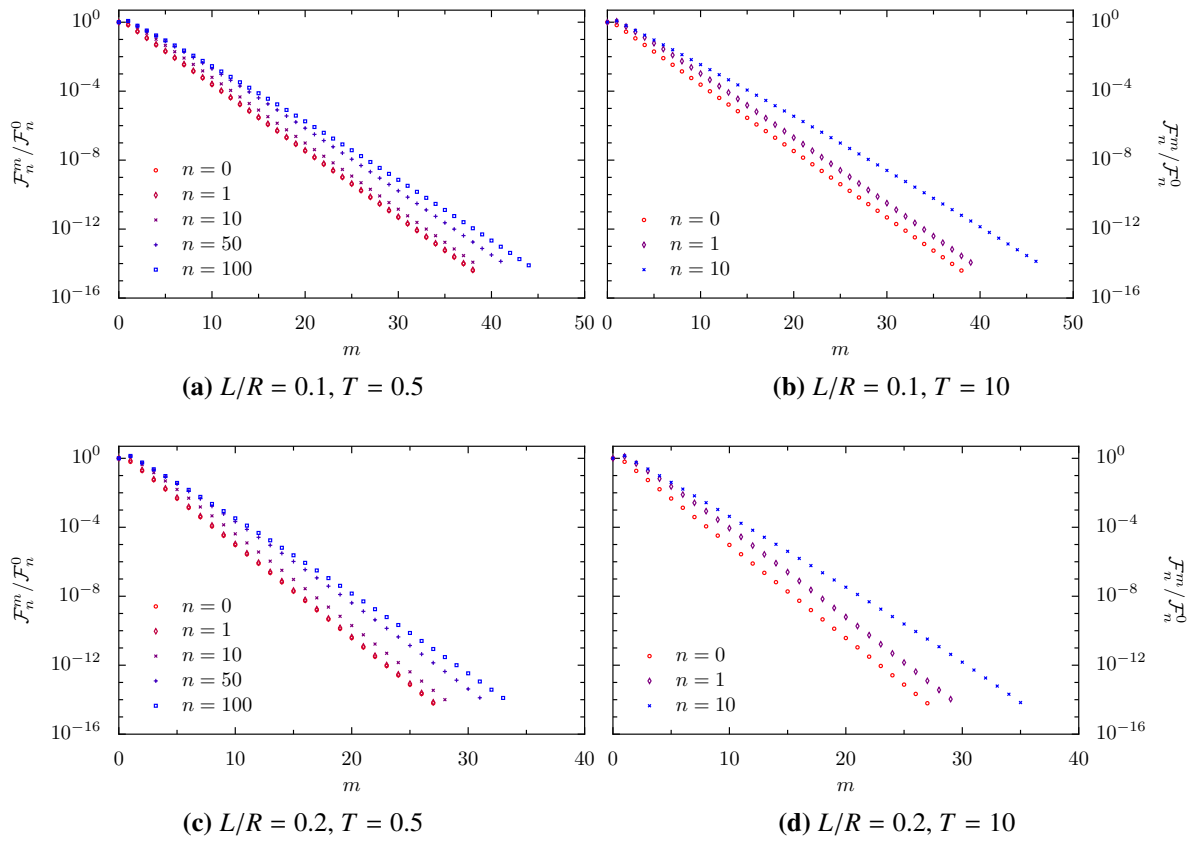 10^0
10^−4
10^−8
10^−12
10^−16
ℱ_n^m/ℱ_n^0
n = 0
n = 1
n = 10
n = 50
n = 100
0 10 20 30 40 50
m
(a) L/R = 0.1, T = 0.5
10^0
10^−4
10^−8
10^−12
10^−16
ℱ_n^m/ℱ_n^0
n = 0
n = 1
n = 10
0 10 20 30 40 50
m
(b) L/R = 0.1, T = 10
10^0
10^−4
10^−8
10^−12
10^−16
ℱ_n^m/ℱ_n^0
n = 0
n = 1
n = 10
n = 50
n = 100
0 10 20 30 40
m
(c) L/R = 0.2, T = 0.5
10^0
10^−4
10^−8
10^−12
10^−16
ℱ_n^m/ℱ_n^0
n = 0
n = 1
n = 10
0 10 20 30 40
m
(d) L/R = 0.2, T = 10